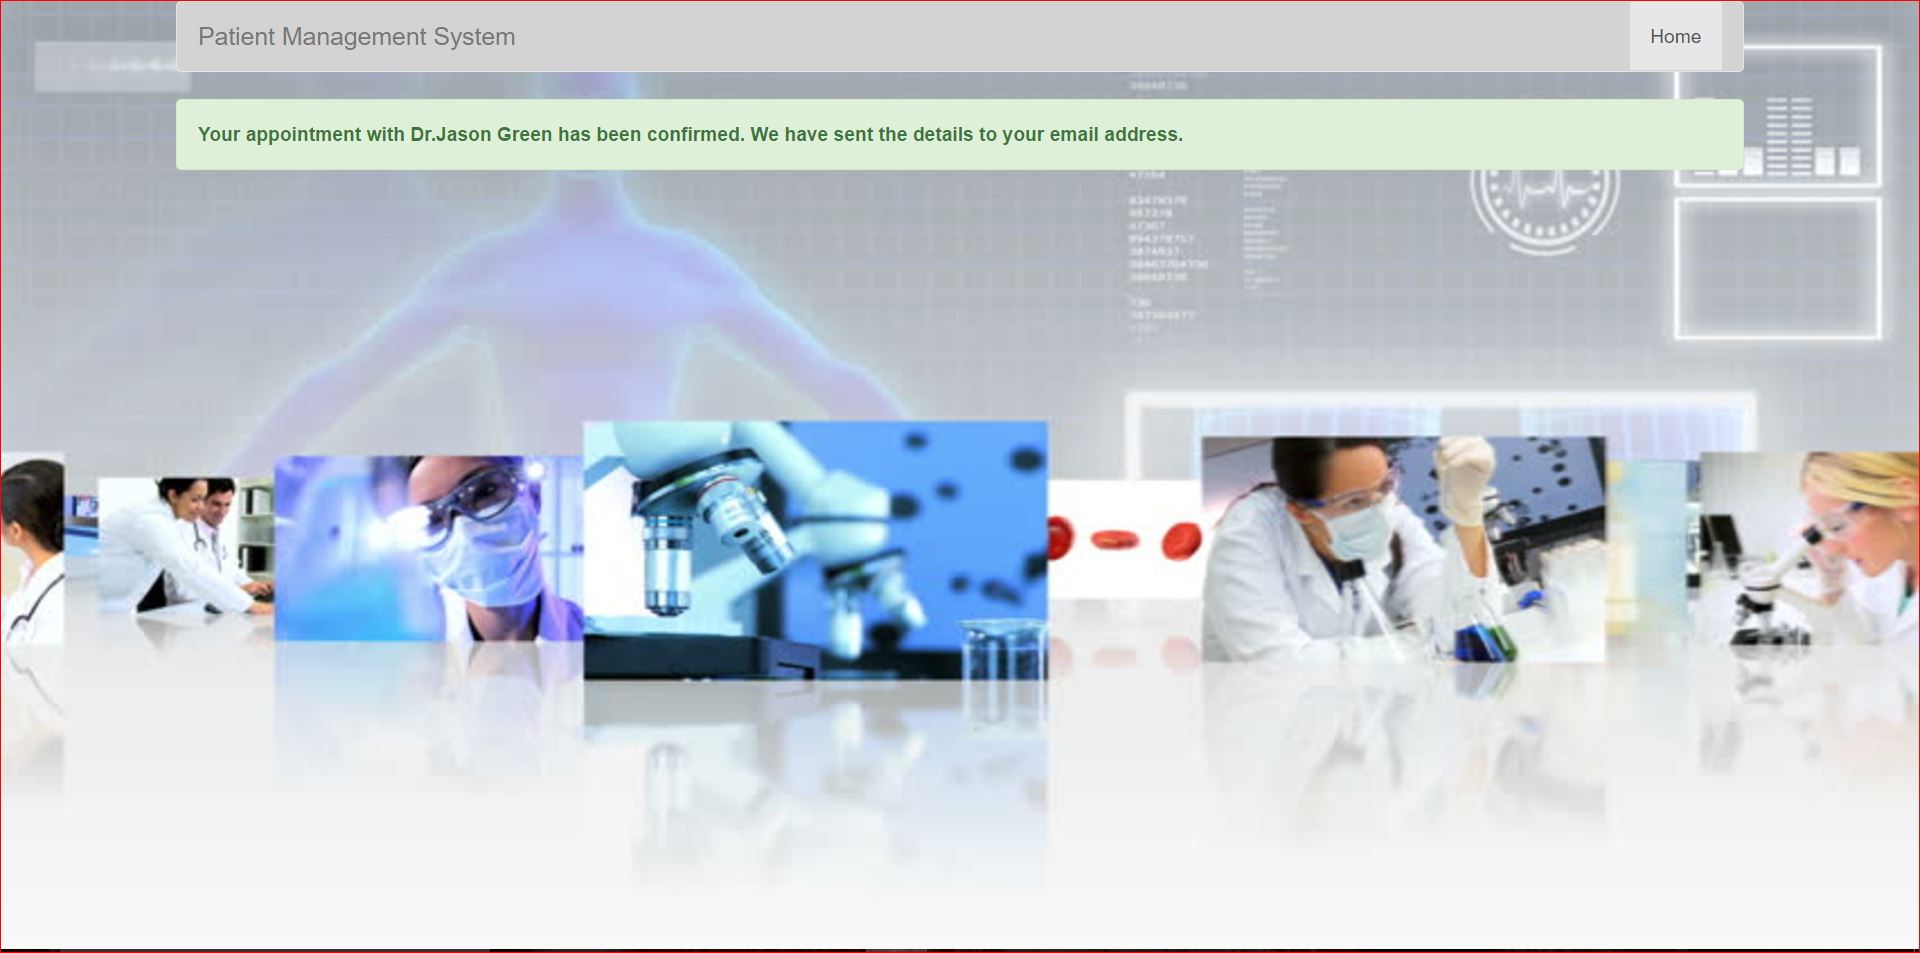 Patient Management System
Home
Your appointment with Dr.Jason Green has been confirmed. We have sent the details to your email address.